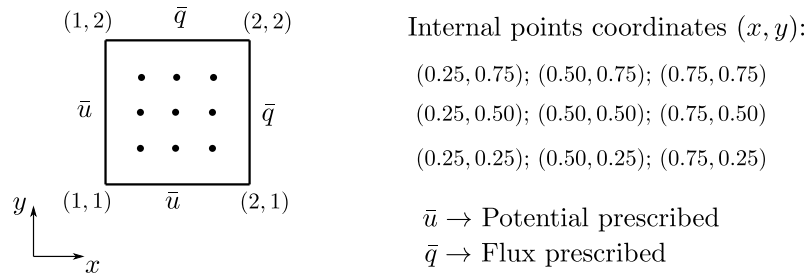 (1, 2) q̄ (2, 2)
ū q̄
(1, 1) ū (2, 1)
y
x
Internal points coordinates (x, y):
(0.25, 0.75); (0.50, 0.75); (0.75, 0.75)
(0.25, 0.50); (0.50, 0.50); (0.75, 0.50)
(0.25, 0.25); (0.50, 0.25); (0.75, 0.25)
ū → Potential prescribed
q̄ → Flux prescribed